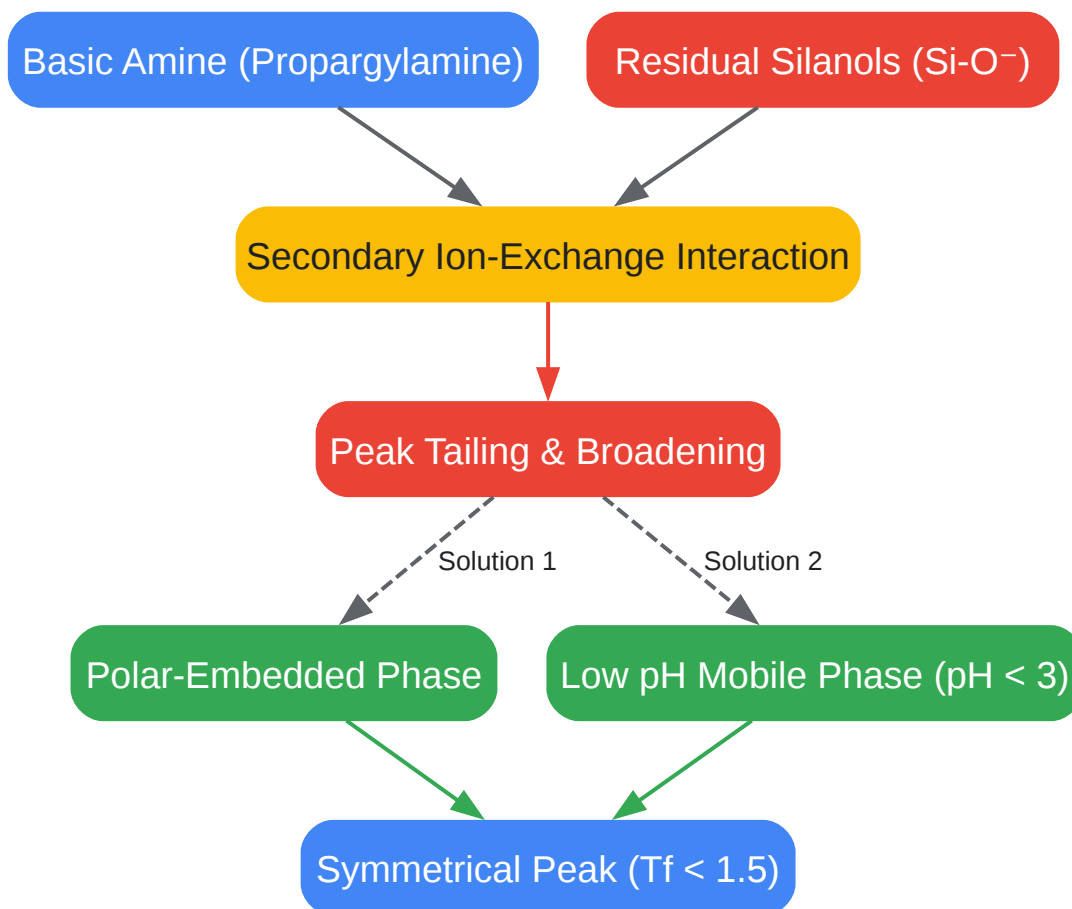 Basic Amine (Propargylamine)
Residual Silanols (Si-O⁻)
Secondary Ion-Exchange Interaction
Peak Tailing & Broadening
Solution 1
Solution 2
Polar-Embedded Phase
Low pH Mobile Phase (pH < 3)
Symmetrical Peak (Tf < 1.5)